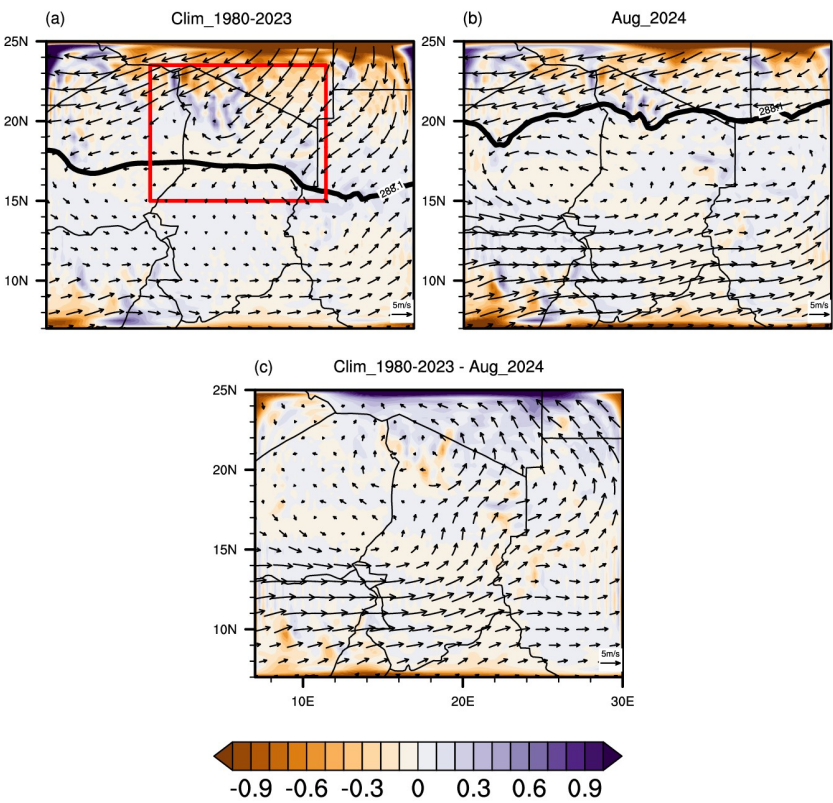 (a) Clim_1980-2023
(b) Aug_2024
25N
20N
15N
10N
288.1
5m/s
25N
20N
15N
10N
288.1
5m/s
(c) Clim_1980-2023 - Aug_2024
25N
20N
15N
10N
5m/s
10E 20E 30E
-0.9 -0.6 -0.3 0 0.3 0.6 0.9